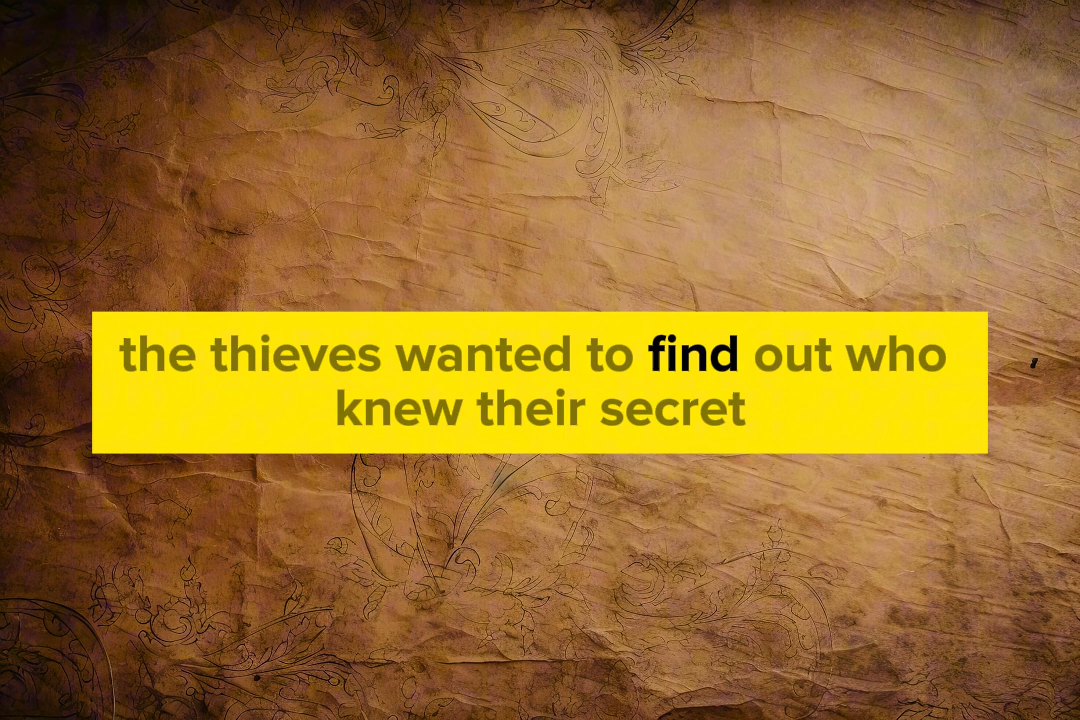 the thieves wanted to find out who
knew their secret